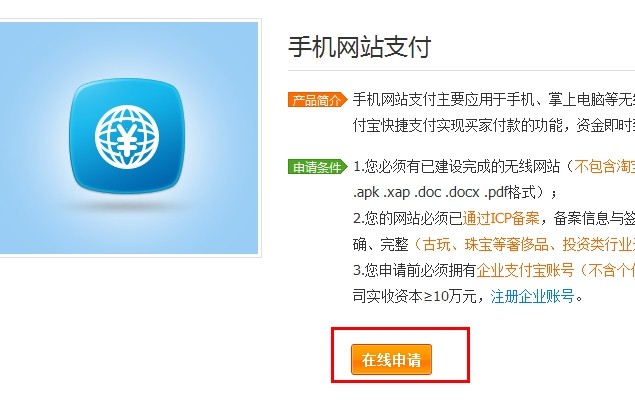 手机网站支付
产品简介 手机网站支付主要应用于手机、掌上电脑等无
付宝快捷支付实现买家付款的功能，资金即时
申请条件 1.您必须有已建设完成的无线网站（不包含淘
.apk .xap .doc .docx .pdf格式）；
2.您的网站必须已通过ICP备案，备案信息与
确、完整（古玩、珠宝等奢侈品、投资类行业
3.您申请前必须拥有企业支付宝账号（不含个
司实收资本≥10万元，注册企业账号。
在线申请